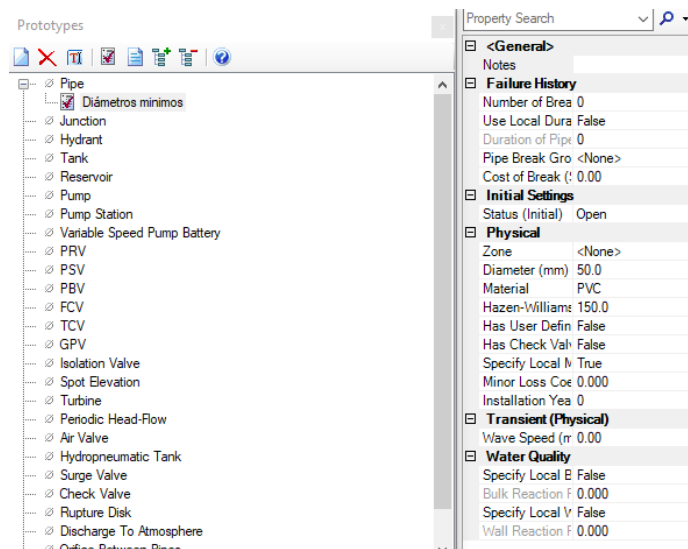 Prototypes
Pipe
Diámetros minimos
Junction
Hydrant
Tank
Reservoir
Pump
Pump Station
Variable Speed Pump Battery
PRV
PSV
PBV
FCV
TCV
GPV
Isolation Valve
Spot Elevation
Turbine
Periodic Head-Flow
Air Valve
Hydropneumatic Tank
Surge Valve
Check Valve
Rupture Disk
Discharge To Atmosphere
Orifice Between Pipes
Property Search
<General>
Notes
Failure History
Number of Brea 0
Use Local Dura False
Duration of Pipe 0
Pipe Break Gro <None>
Cost of Break ( 0.00
Initial Settings
Status (Initial) Open
Physical
Zone <None>
Diameter (mm) 50.0
Material PVC
Hazen-Williams 150.0
Has User Defin False
Has Check Valv False
Specify Local M True
Minor Loss Coe 0.000
Installation Yea 0
Transient (Physical)
Wave Speed (m 0.00
Water Quality
Specify Local B False
Bulk Reaction F 0.000
Specify Local W False
Wall Reaction F 0.000